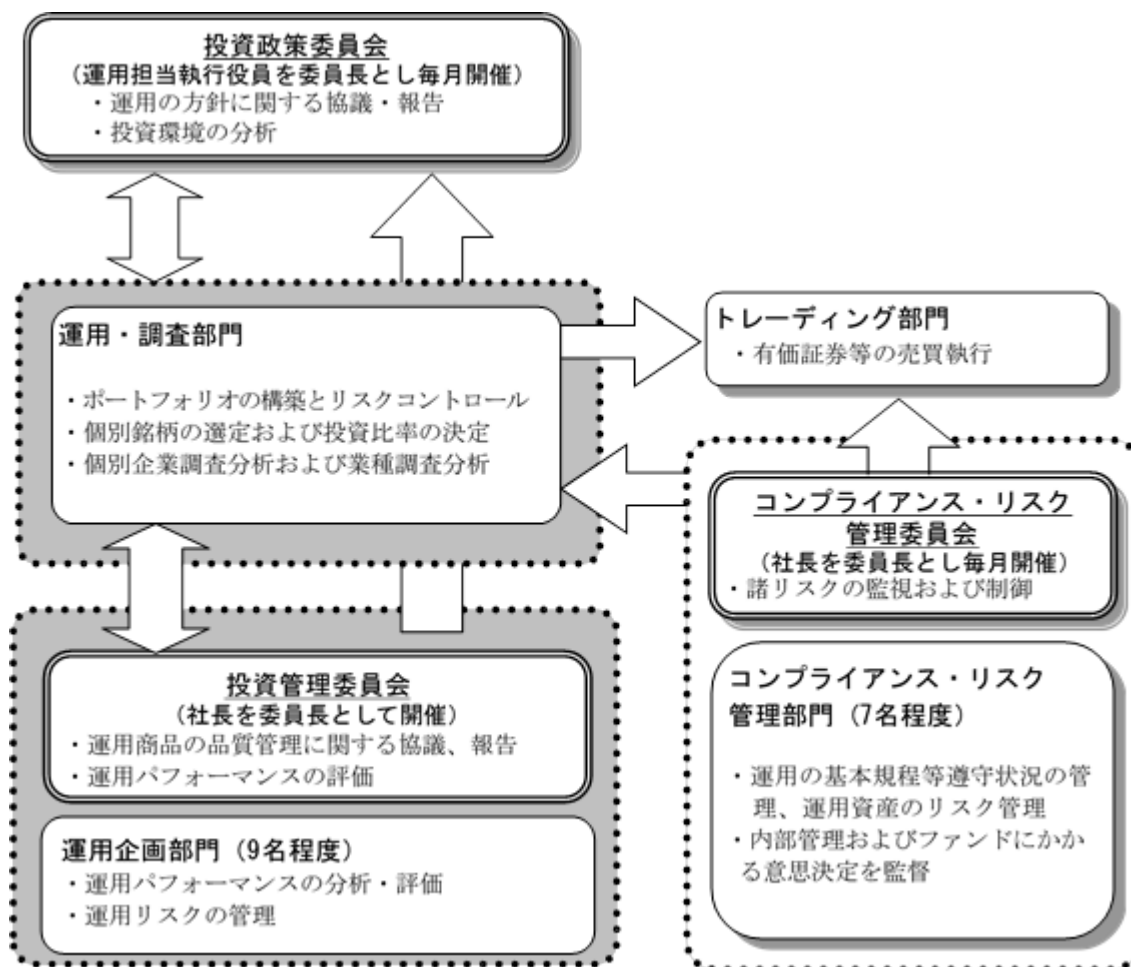 投資政策委員会
（運用担当執行役員を委員長とし毎月開催）
・運用の方針に関する協議・報告
・投資環境の分析
運用・調査部門
・ポートフォリオの構築とリスクコントロール
・個別銘柄の選定および投資比率の決定
・個別企業調査分析および業種調査分析
トレーディング部門
・有価証券等の売買執行
コンプライアンス・リスク
管理委員会
（社長を委員長とし毎月開催）
・諸リスクの監視および制御
投資管理委員会
（社長を委員長として開催）
・運用商品の品質管理に関する協議、報告
・運用パフォーマンスの評価
運用企画部門（9名程度）
・運用パフォーマンスの分析・評価
・運用リスクの管理
コンプライアンス・リスク
管理部門（7名程度）
・運用の基本規程等遵守状況の管
理、運用資産のリスク管理
・内部管理およびファンドにかか
る意思決定を監督